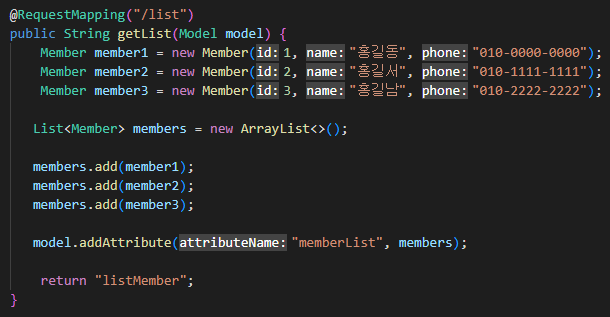 @RequestMapping("/list")
public String getList(Model model) {
Member member1 = new Member(id:1, name:"홍길동", phone:"010-0000-0000");
Member member2 = new Member(id:2, name:"홍길서", phone:"010-1111-1111");
Member member3 = new Member(id:3, name:"홍길남", phone:"010-2222-2222");
List<Member> members = new ArrayList<>();
members.add(member1);
members.add(member2);
members.add(member3);
model.addAttribute(attributeName:"memberList", members);
return "listMember";
}